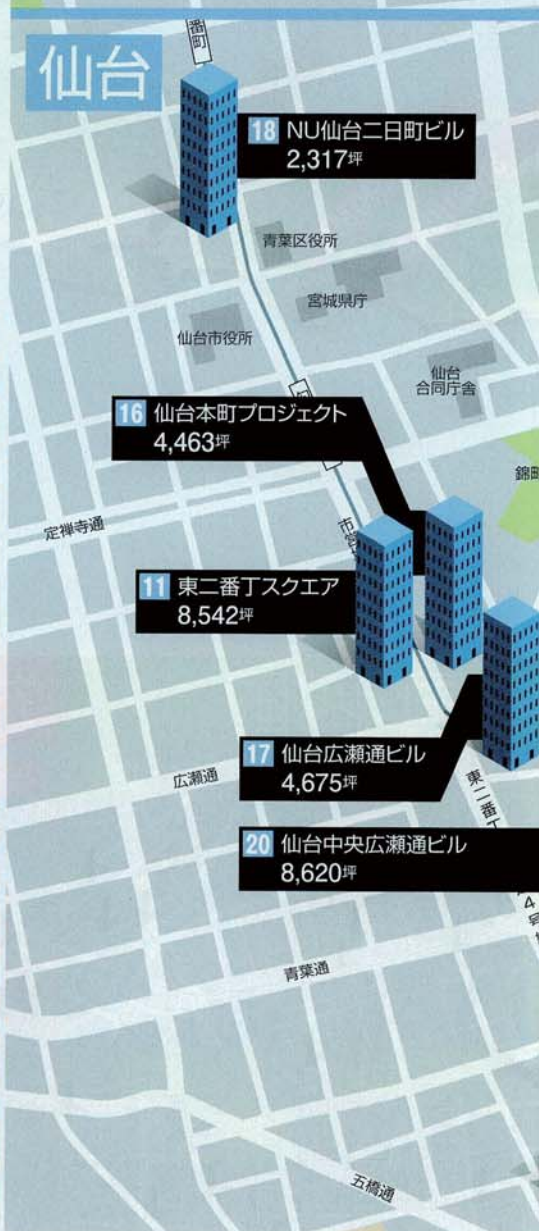 番町
仙台
18 NU仙台二日町ビル
2,317坪
青葉区役所
宮城県庁
仙台市役所
仙台
合同庁舎
16 仙台本町プロジェクト
4,463坪
錦町
定禅寺通
市営
11 東二番丁スクエア
8,542坪
17 仙台広瀬通ビル
4,675坪
広瀬通
東二番丁
20 仙台中央広瀬通ビル
8,620坪
4号
青葉通
五橋通